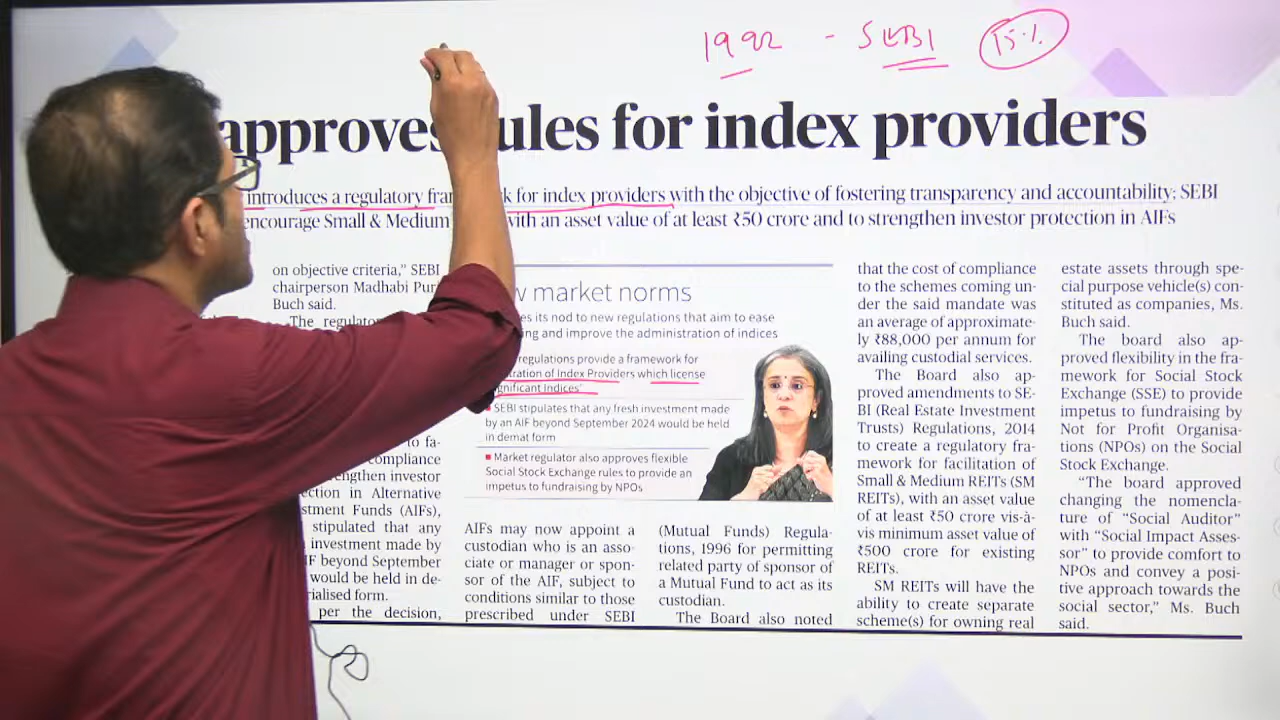 1992 - SEBI 15%
approves rules for index providers
introduces a regulatory for index providers with the objective of fostering transparency and accountability; SEBI
encourage Small & Medium with an asset value of at least ₹50 crore and to strengthen investor protection in AIFs
on objective criteria,” SEBI
chairperson Madhabi Puri
Buch said.
The regulator
to fa-
compliance
strengthen investor
protection in Alternative
Investment Funds (AIFs),
stipulated that any
investment made by
AIF beyond September
would be held in de-
materialised form.
per the decision,
market norms
its nod to new regulations that aim to ease
and improve the administration of indices
regulations provide a framework for
registration of Index Providers which license
‘Significant Indices’
■ SEBI stipulates that any fresh investment made
by an AIF beyond September 2024 would be held
in demat form
■ Market regulator also approves flexible
Social Stock Exchange rules to provide an
impetus to fundraising by NPOs
AIFs may now appoint a
custodian who is an asso-
ciate or manager or spon-
sor of the AIF, subject to
conditions similar to those
prescribed under SEBI
(Mutual Funds) Regula-
tions, 1996 for permitting
related party of sponsor of
a Mutual Fund to act as its
custodian.
The Board also noted
that the cost of compliance
to the schemes coming un-
der the said mandate was
an average of approximate-
ly ₹88,000 per annum for
availing custodial services.
The Board also ap-
proved amendments to SE-
BI (Real Estate Investment
Trusts) Regulations, 2014
to create a regulatory fra-
mework for facilitation of
Small & Medium REITs (SM
REITs), with an asset value
of at least ₹50 crore vis-à-
vis minimum asset value of
₹500 crore for existing
REITs.
SM REITs will have the
ability to create separate
scheme(s) for owning real
estate assets through spe-
cial purpose vehicle(s) con-
stituted as companies, Ms.
Buch said.
The board also ap-
proved flexibility in the fra-
mework for Social Stock
Exchange (SSE) to provide
impetus to fundraising by
Not for Profit Organisa-
tions (NPOs) on the Social
Stock Exchange.
“The board approved
changing the nomencla-
ture of “Social Auditor”
with “Social Impact Asses-
sor” to provide comfort to
NPOs and convey a posi-
tive approach towards the
social sector,” Ms. Buch
said.